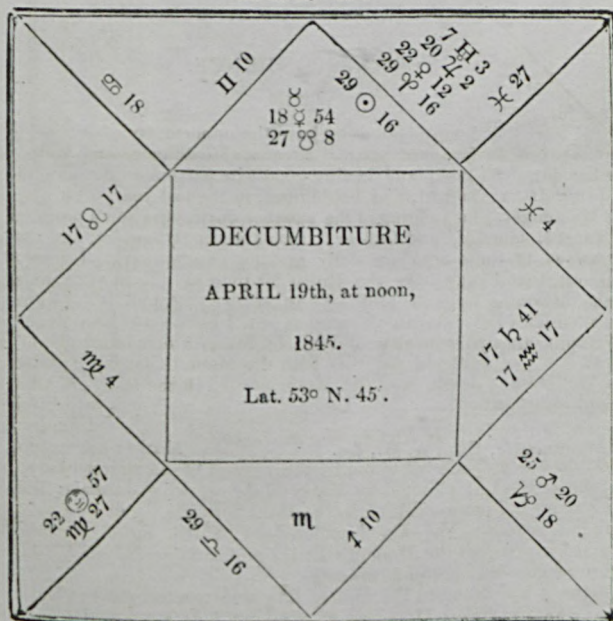 ♋ 18
♊ 10
♉
18 ☿ 54
27 ☋ 8
29 ☉ 16
7 ♅ 3
20 ♃ 2
22 ♀ 12
29 ♈ 16
♓ 27
17 ♌ 17
♓ 4
DECUMBITURE
APRIL 19th, at noon,
1845.
Lat. 53° N. 45′.
17 ♄ 41
17 ♒ 17
♍ 4
22 57
♍ 27
29 ♎ 16
♏
♐ 10
25 ♂ 20
♑ 18